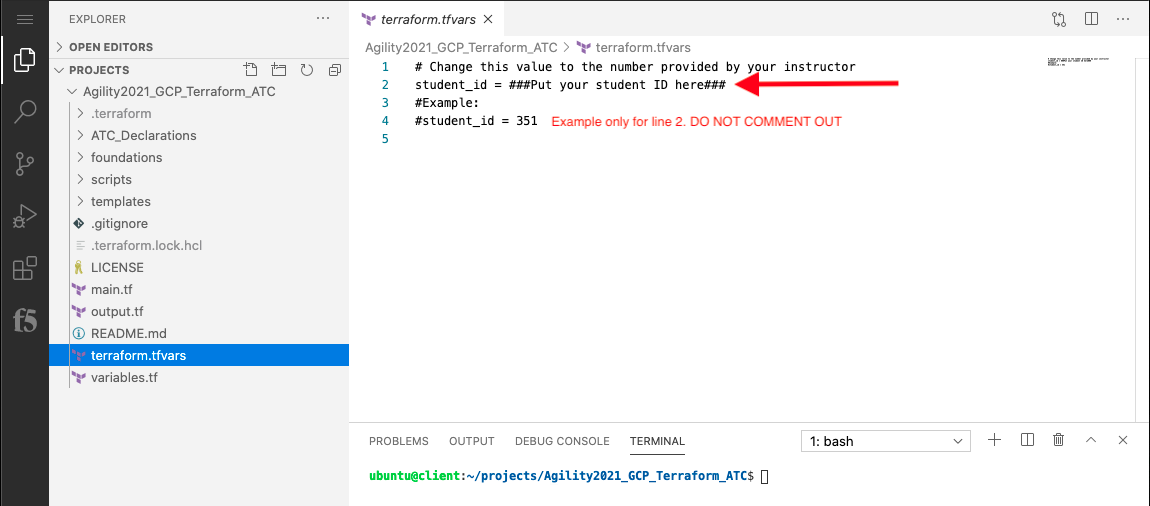 EXPLORER
OPEN EDITORS
PROJECTS
Agility2021_GCP_Terraform_ATC
.terraform
ATC_Declarations
foundations
scripts
templates
.gitignore
.terraform.lock.hcl
LICENSE
main.tf
output.tf
README.md
terraform.tfvars
variables.tf
f5
terraform.tfvars
Agility2021_GCP_Terraform_ATC > terraform.tfvars
1 # Change this value to the number provided by your instructor
2 student_id = ###Put your student ID here###
3 #Example:
4 #student_id = 351 Example only for line 2. DO NOT COMMENT OUT
5
PROBLEMS OUTPUT DEBUG CONSOLE TERMINAL 1: bash
ubuntu@client:~/projects/Agility2021_GCP_Terraform_ATC$